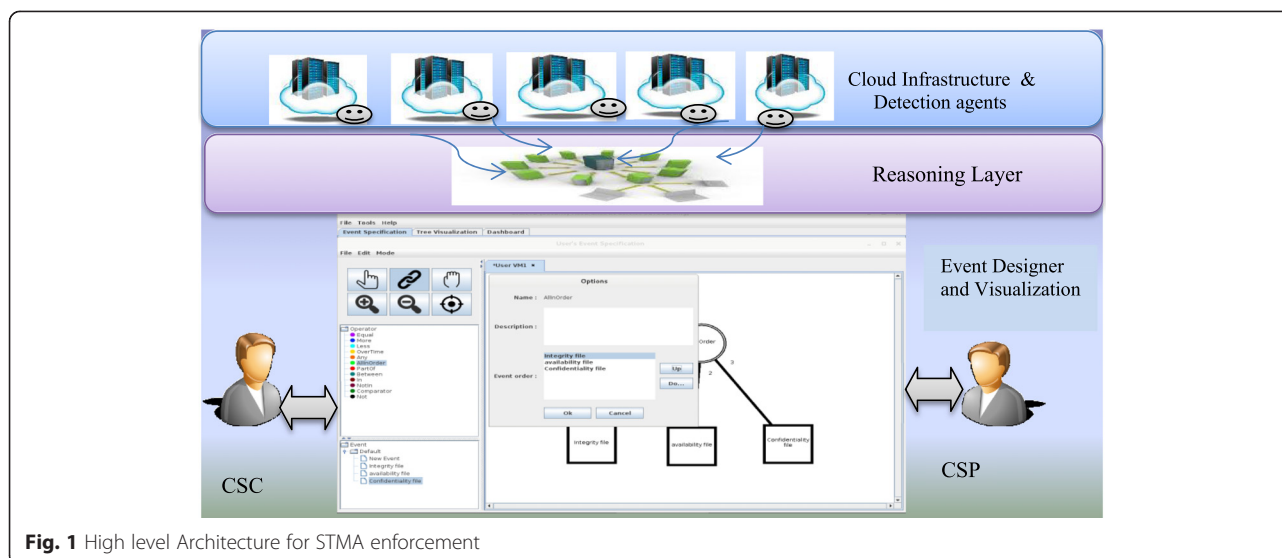 Cloud Infrastructure &
Detection agents
Reasoning Layer
File Tools Help
Event Specification Tree Visualization Dashboard
User's Event Specification
File Edit Mode
*User VM1
Options
Name : AllInOrder
Description :
Event order :
Integrity file
availability file
Confidentiality file
Up
Do...
Ok Cancel
Order
2
3
Integrity file
availability file
Confidentiality
file
Operator
Equal
More
Less
OverTime
Any
AllInOrder
PartOf
Between
In
NotIn
Comparator
Not
Event
Default
New Event
Integrity file
availability file
Confidentiality file
Event Designer
and Visualization
CSC
CSP
Fig. 1 High level Architecture for STMA enforcement